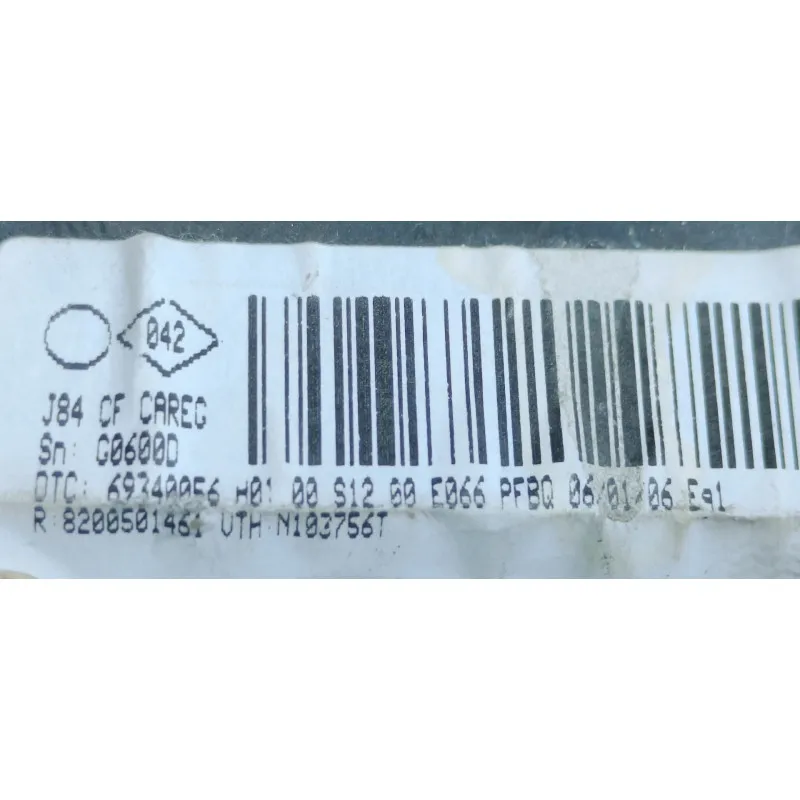 042
J84 CF CAREG
Sn: G0600D
DTC: 69340056 H01 00 S12 00 E066 PFBQ 06/01/06 Eq1
R:8200501461 VTH N103756T